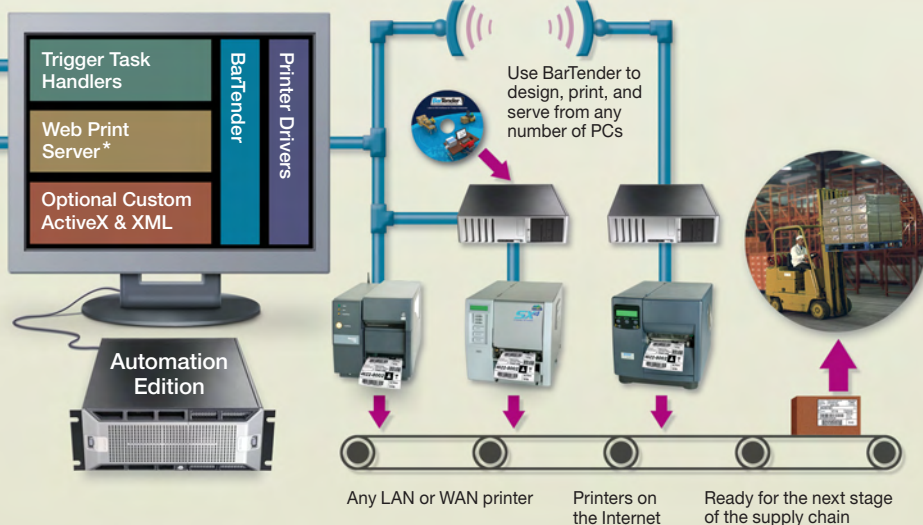 Trigger Task
Handlers
Web Print
Server*
Optional Custom
ActiveX & XML
BarTender
Printer Drivers
Use BarTender to
design, print, and
serve from any
number of PCs
BarTender
Automation
Edition
Any LAN or WAN printer
Printers on
the Internet
Ready for the next stage
of the supply chain